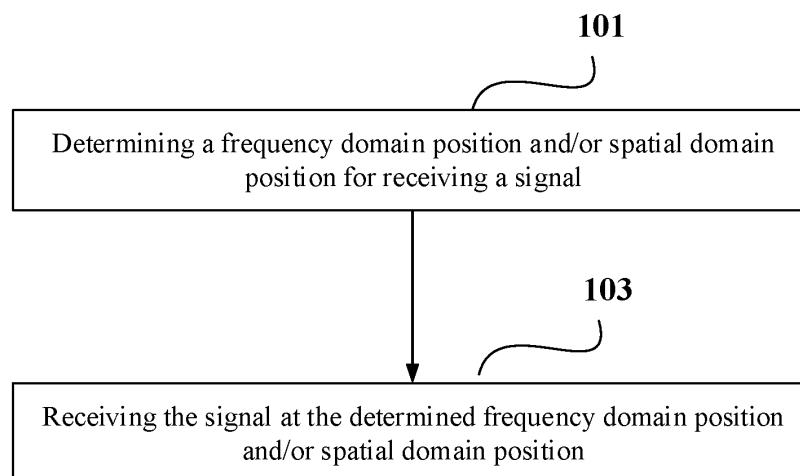 101
Determining a frequency domain position and/or spatial domain
position for receiving a signal
103
Receiving the signal at the determined frequency domain position
and/or spatial domain position